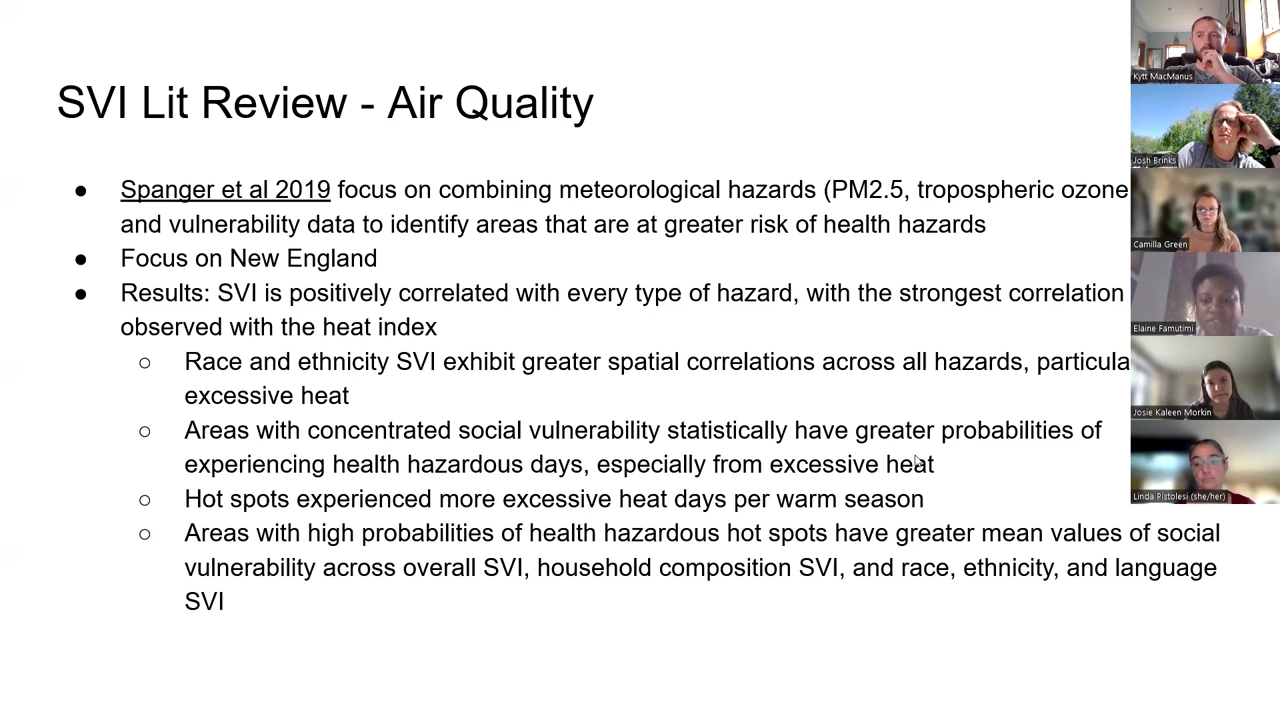 SVI Lit Review - Air Quality
● Spanger et al 2019 focus on combining meteorological hazards (PM2.5, tropospheric ozone
and vulnerability data to identify areas that are at greater risk of health hazards
● Focus on New England
● Results: SVI is positively correlated with every type of hazard, with the strongest correlation
observed with the heat index
○ Race and ethnicity SVI exhibit greater spatial correlations across all hazards, particula
excessive heat
○ Areas with concentrated social vulnerability statistically have greater probabilities of
experiencing health hazardous days, especially from excessive heat
○ Hot spots experienced more excessive heat days per warm season
○ Areas with high probabilities of health hazardous hot spots have greater mean values of social
vulnerability across overall SVI, household composition SVI, and race, ethnicity, and language
SVI
Kytt MacManus
Josh Brinks
Camilla Green
Elaine Famutimi
Josie Kaleen Morkin
Linda Pistolesi (she/her)